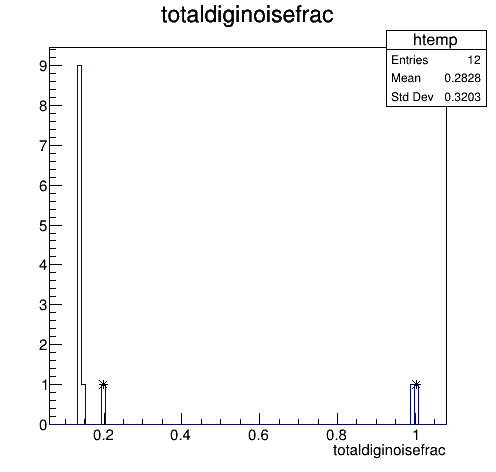 totaldiginoisefrac
htemp
Entries 12
Mean 0.2828
Std Dev 0.3203
9
8
7
6
5
4
3
2
1
0
0.2 0.4 0.6 0.8 1
totaldiginoisefrac